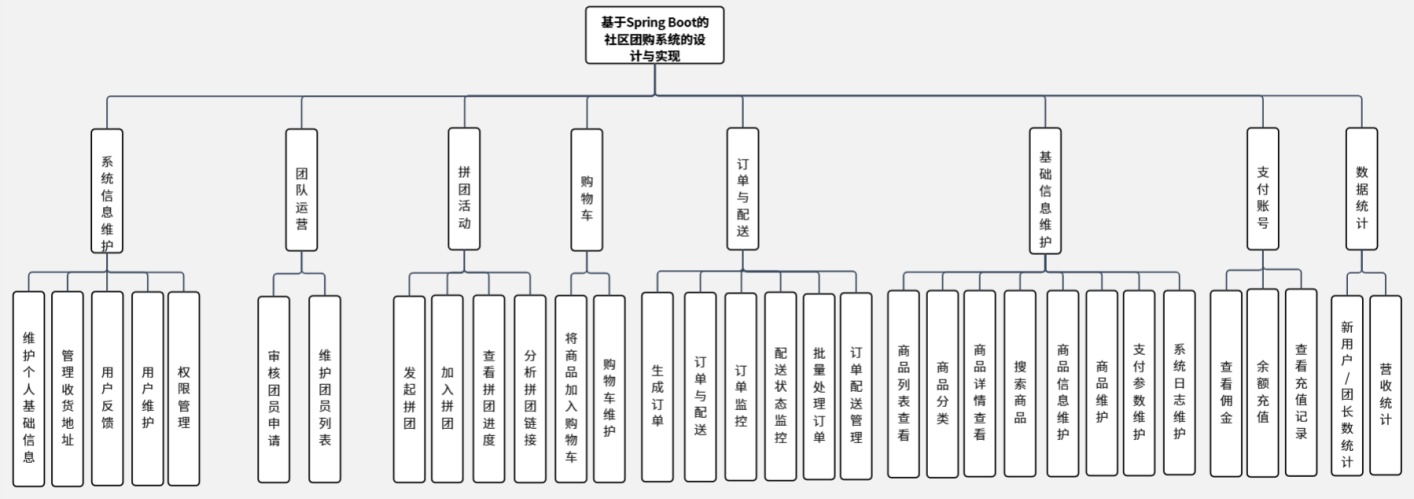 基于Spring Boot的
社区团购系统的设
计与实现
系统信息维护
团队运营
拼团活动
购物车
订单与配送
基础信息维护
支付账号
数据统计
维护个人基础信息
管理收货地址
用户反馈
用户维护
权限管理
审核团员申请
维护团员列表
发起拼团
加入拼团
查看拼团进度
分析拼团链接
将商品加入购物车
购物车维护
生成订单
订单与配送
订单监控
配送状态监控
批量处理订单
订单配送管理
商品列表查看
商品分类
商品详情查看
搜索商品
商品信息维护
商品维护
支付参数维护
系统日志维护
查看佣金
余额充值
查看充值记录
新用户/团长数统计
营收统计